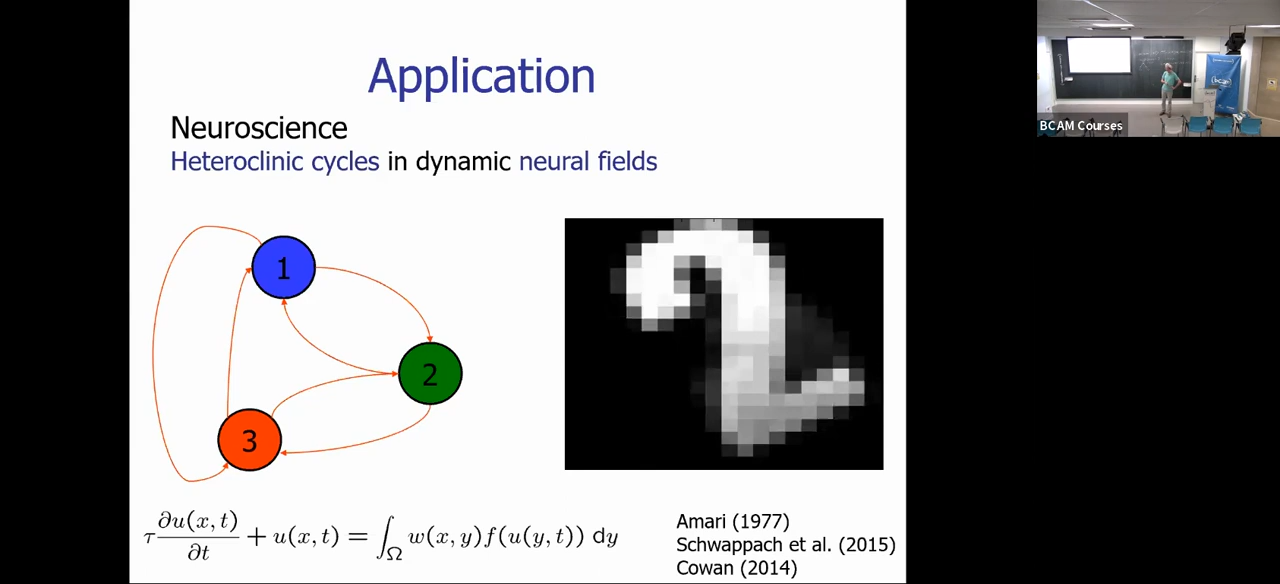 Application
Neuroscience
Heteroclinic cycles in dynamic neural fields
1
2
3
τ ∂u(x, t)/∂t + u(x, t) = ∫_Ω w(x, y) f(u(y, t)) dy
Amari (1977)
Schwappach et al. (2015)
Cowan (2014)
BCAM Courses